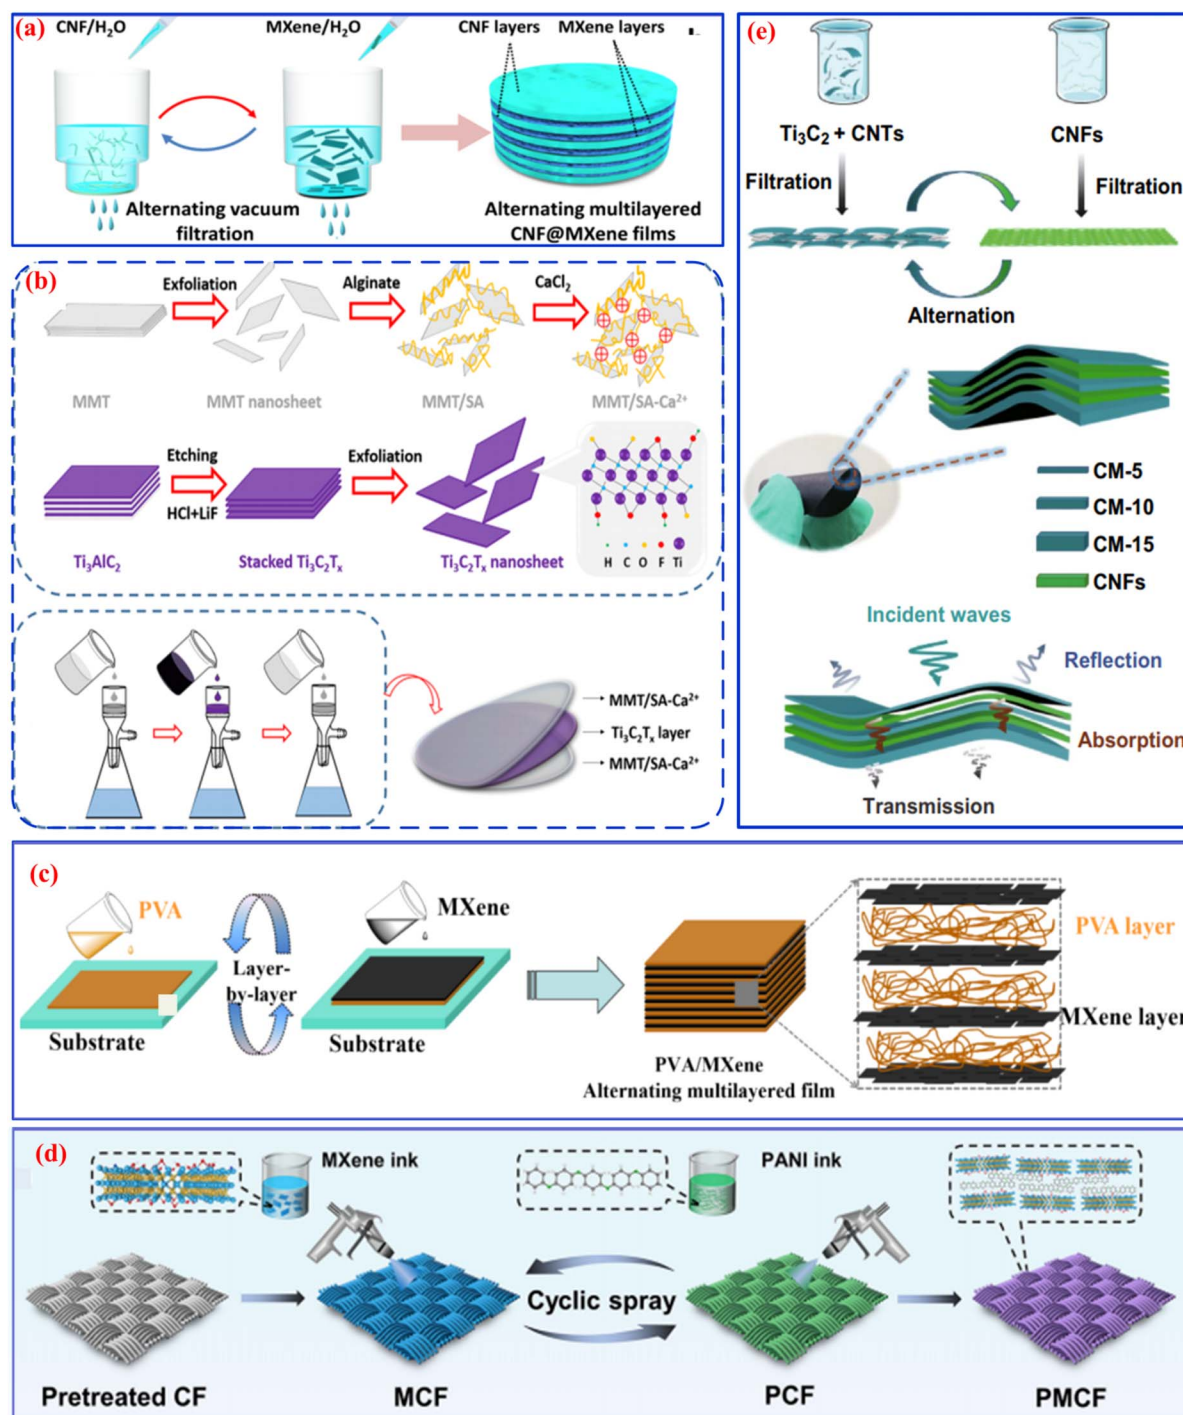 (a)
CNF/H₂O
MXene/H₂O
CNF layers
MXene layers
Alternating vacuum
filtration
Alternating multilayered
CNF@MXene films
(b)
Exfoliation
Alginate
CaCl₂
MMT
MMT nanosheet
MMT/SA
MMT/SA-Ca²⁺
Etching
HCl+LiF
Exfoliation
Ti₃AlC₂
Stacked Ti₃C₂Tₓ
Ti₃C₂Tₓ nanosheet
H C O F Ti
MMT/SA-Ca²⁺
Ti₃C₂Tₓ layer
MMT/SA-Ca²⁺
(e)
Ti₃C₂ + CNTs
CNFs
Filtration
Filtration
Alternation
CM-5
CM-10
CM-15
CNFs
Incident waves
Reflection
Absorption
Transmission
(c)
PVA
MXene
Layer-
by-layer
Substrate
Substrate
PVA/MXene
Alternating multilayered film
PVA layer
MXene layer
(d)
MXene ink
PANI ink
Cyclic spray
Pretreated CF
MCF
PCF
PMCF